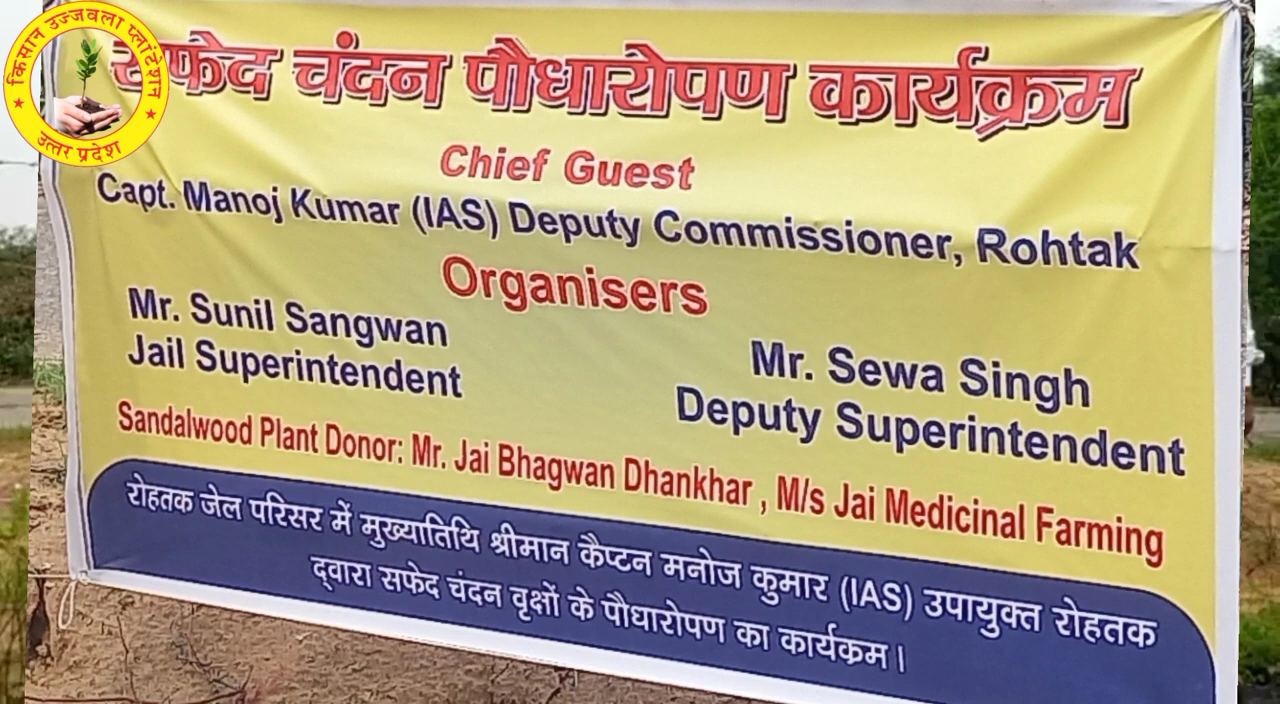 किसान उज्जवला प्लांटेशन
उत्तर प्रदेश
सफेद चंदन पौधारोपण कार्यक्रम
Chief Guest
Capt. Manoj Kumar (IAS) Deputy Commissioner, Rohtak
Organisers
Mr. Sunil Sangwan
Jail Superintendent
Mr. Sewa Singh
Deputy Superintendent
Sandalwood Plant Donor: Mr. Jai Bhagwan Dhankhar , M/s Jai Medicinal Farming
रोहतक जेल परिसर में मुख्यातिथि श्रीमान कैप्टन मनोज कुमार (IAS) उपायुक्त रोहतक
द्वारा सफेद चंदन वृक्षों के पौधारोपण का कार्यकम।